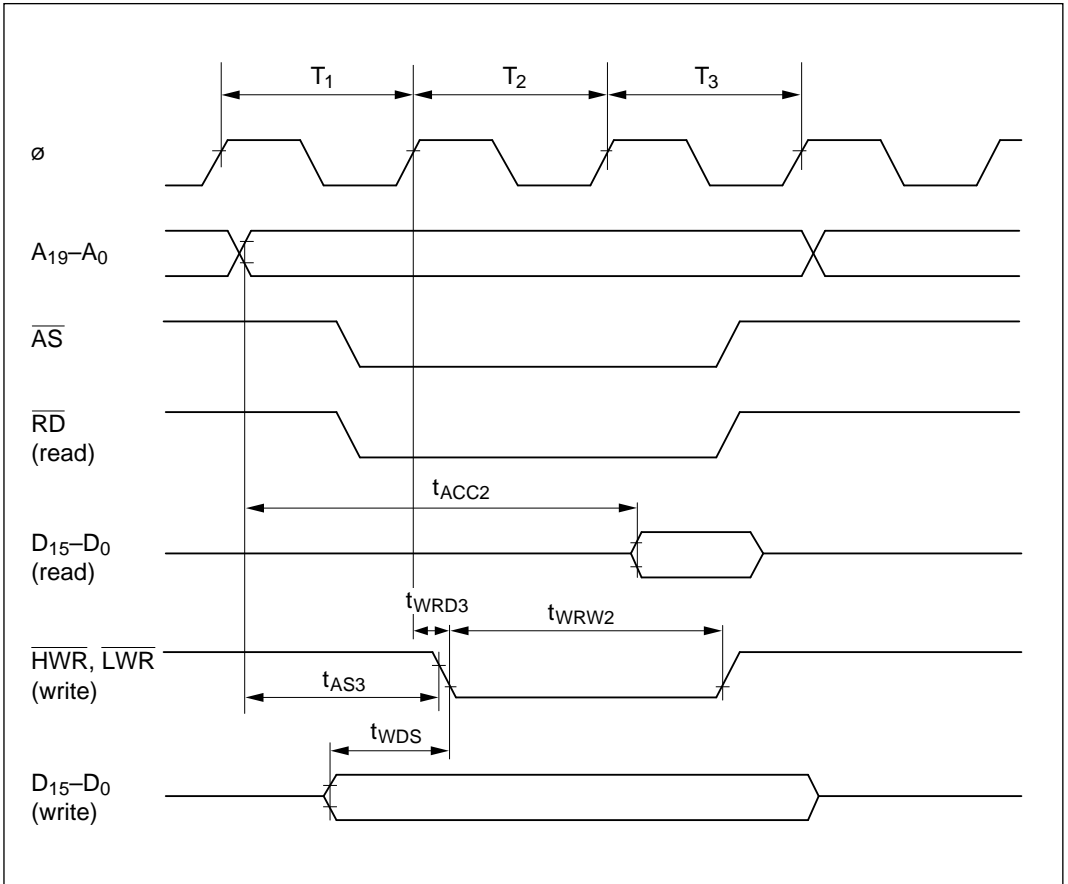 T1 T2 T3
ø
A19–A0
AS
RD
(read)
tACC2
D15–D0
(read)
tWRD3 tWRW2
HWR, LWR
(write)
tAS3
tWDS
D15–D0
(write)